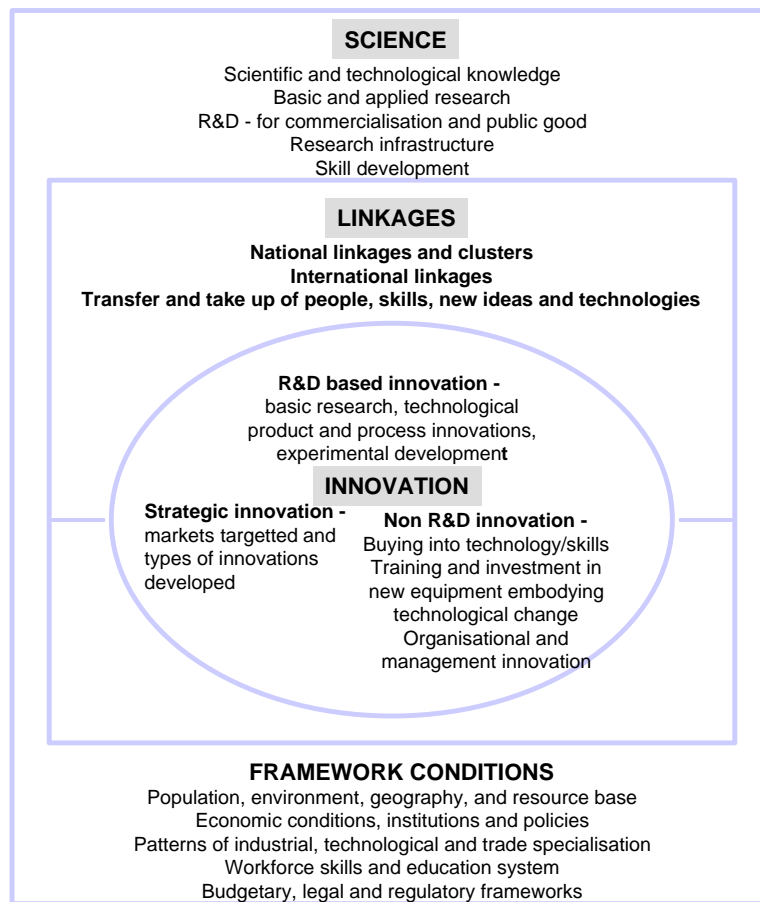 SCIENCE
Scientific and technological knowledge
Basic and applied research
R&D - for commercialisation and public good
Research infrastructure
Skill development
LINKAGES
National linkages and clusters
International linkages
Transfer and take up of people, skills, new ideas and technologies
R&D based innovation -
basic research, technological
product and process innovations,
experimental development
INNOVATION
Strategic innovation -
markets targetted and
types of innovations
developed
Non R&D innovation -
Buying into technology/skills
Training and investment in
new equipment embodying
technological change
Organisational and
management innovation
FRAMEWORK CONDITIONS
Population, environment, geography, and resource base
Economic conditions, institutions and policies
Patterns of industrial, technological and trade specialisation
Workforce skills and education system
Budgetary, legal and regulatory frameworks